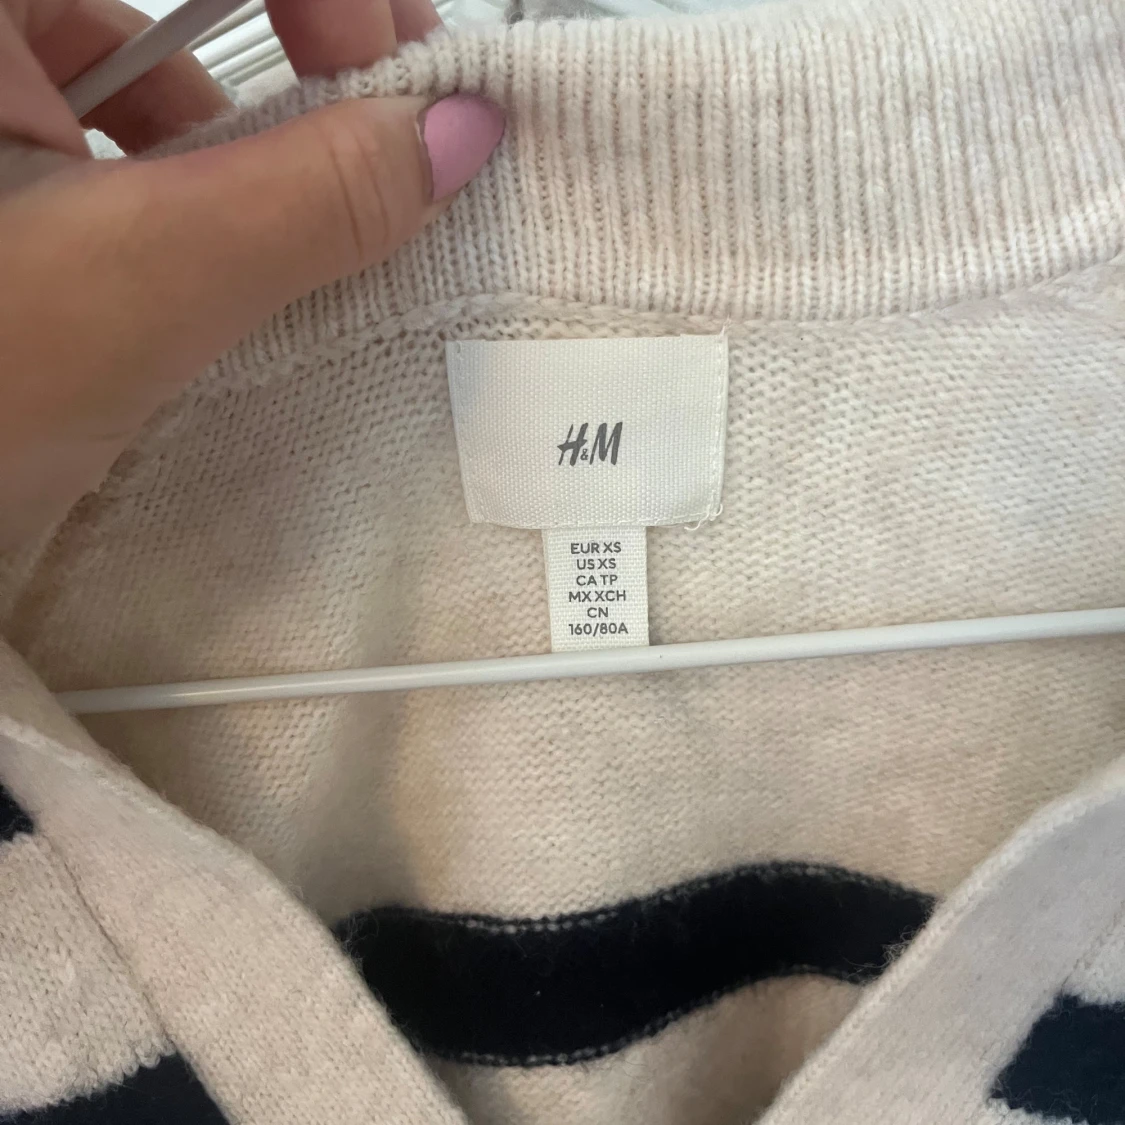 H&M
EUR XS
US XS
CA TP
MX XCH
CN
160/80A